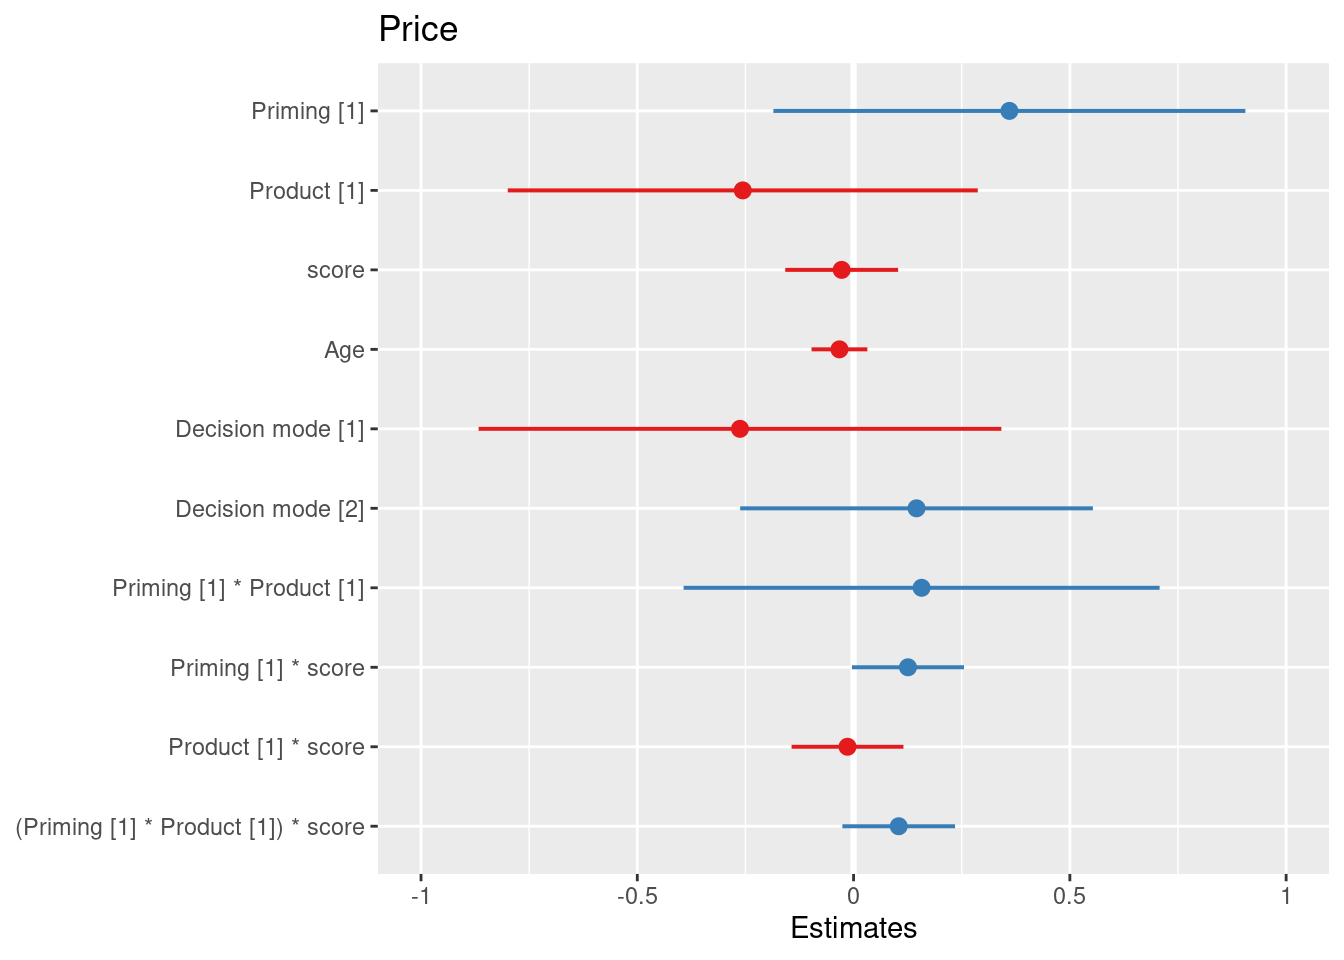 Price
Priming [1]
Product [1]
score
Age
Decision mode [1]
Decision mode [2]
Priming [1] * Product [1]
Priming [1] * score
Product [1] * score
(Priming [1] * Product [1]) * score
-1 -0.5 0 0.5 1
Estimates